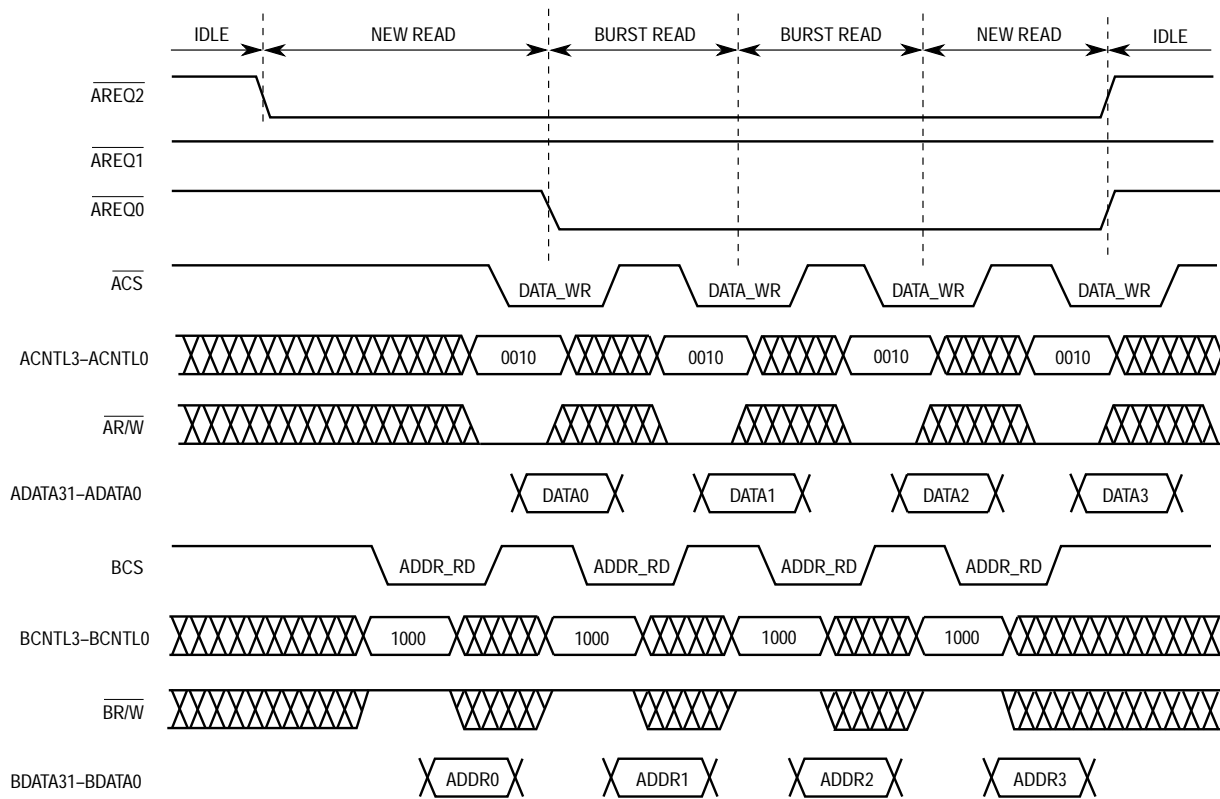 IDLE NEW READ BURST READ BURST READ NEW READ IDLE
AREQ2
AREQ1
AREQ0
ACS DATA_WR DATA_WR DATA_WR DATA_WR
ACNTL3–ACNTL0 0010 0010 0010 0010
AR/W
ADATA31–ADATA0 DATA0 DATA1 DATA2 DATA3
BCS ADDR_RD ADDR_RD ADDR_RD ADDR_RD
BCNTL3–BCNTL0 1000 1000 1000 1000
BR/W
BDATA31–BDATA0 ADDR0 ADDR1 ADDR2 ADDR3